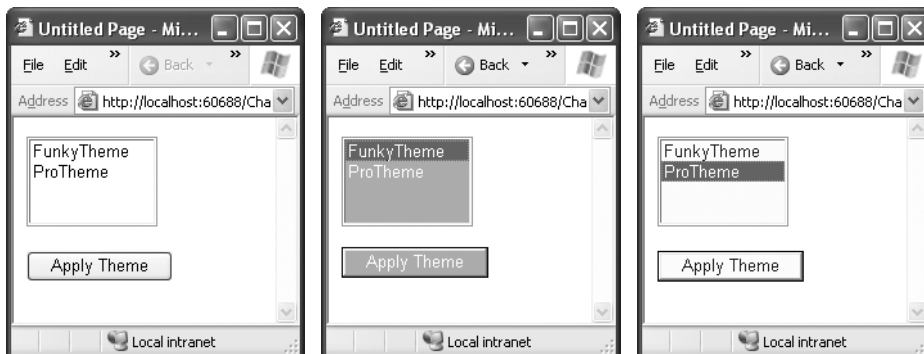 Untitled Page - Mi...
File Edit » Back »
Address http://localhost:60688/Cha
FunkyTheme
ProTheme
Apply Theme
Local intranet
Untitled Page - Mi...
File Edit » Back »
Address http://localhost:60688/Cha
FunkyTheme
ProTheme
Apply Theme
Local intranet
Untitled Page - Mi...
File Edit » Back »
Address http://localhost:60688/Cha
FunkyTheme
ProTheme
Apply Theme
Local intranet